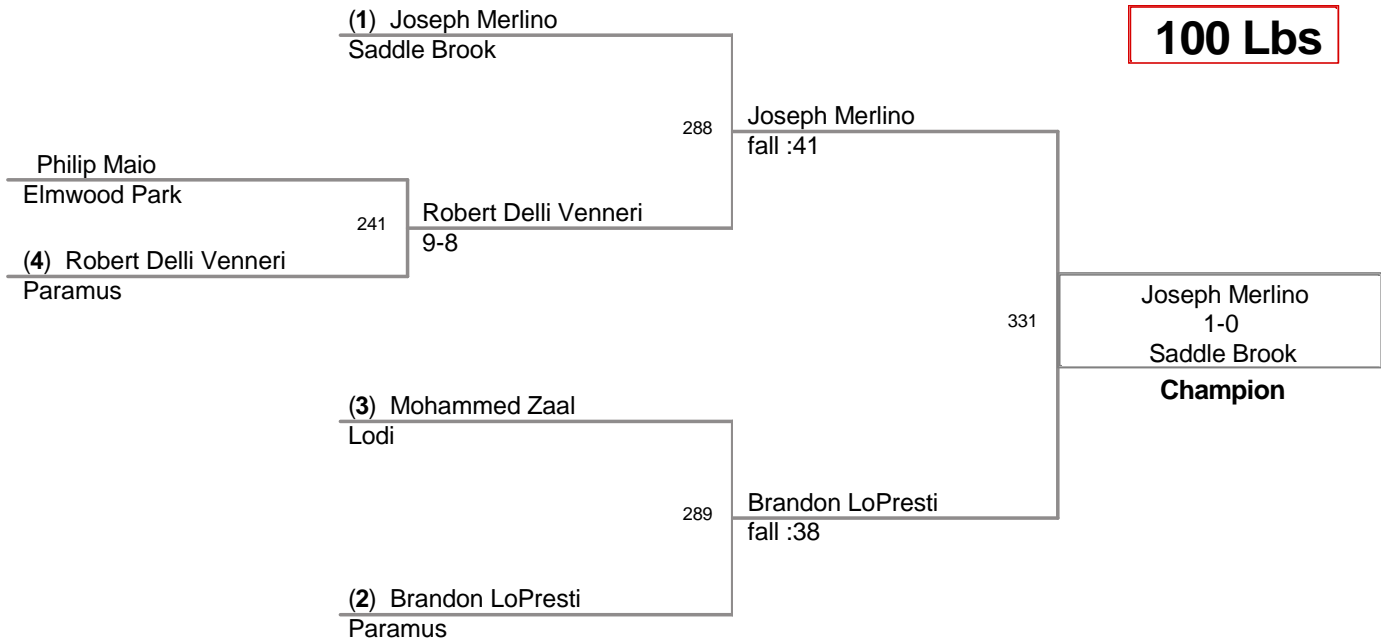 (1) Joseph Merlino
Saddle Brook
100 Lbs
288
Joseph Merlino
fall :41
Philip Maio
Elmwood Park
241
Robert Delli Venneri
9-8
(4) Robert Delli Venneri
Paramus
331
Joseph Merlino
1-0
Saddle Brook
Champion
(3) Mohammed Zaal
Lodi
289
Brandon LoPresti
fall :38
(2) Brandon LoPresti
Paramus